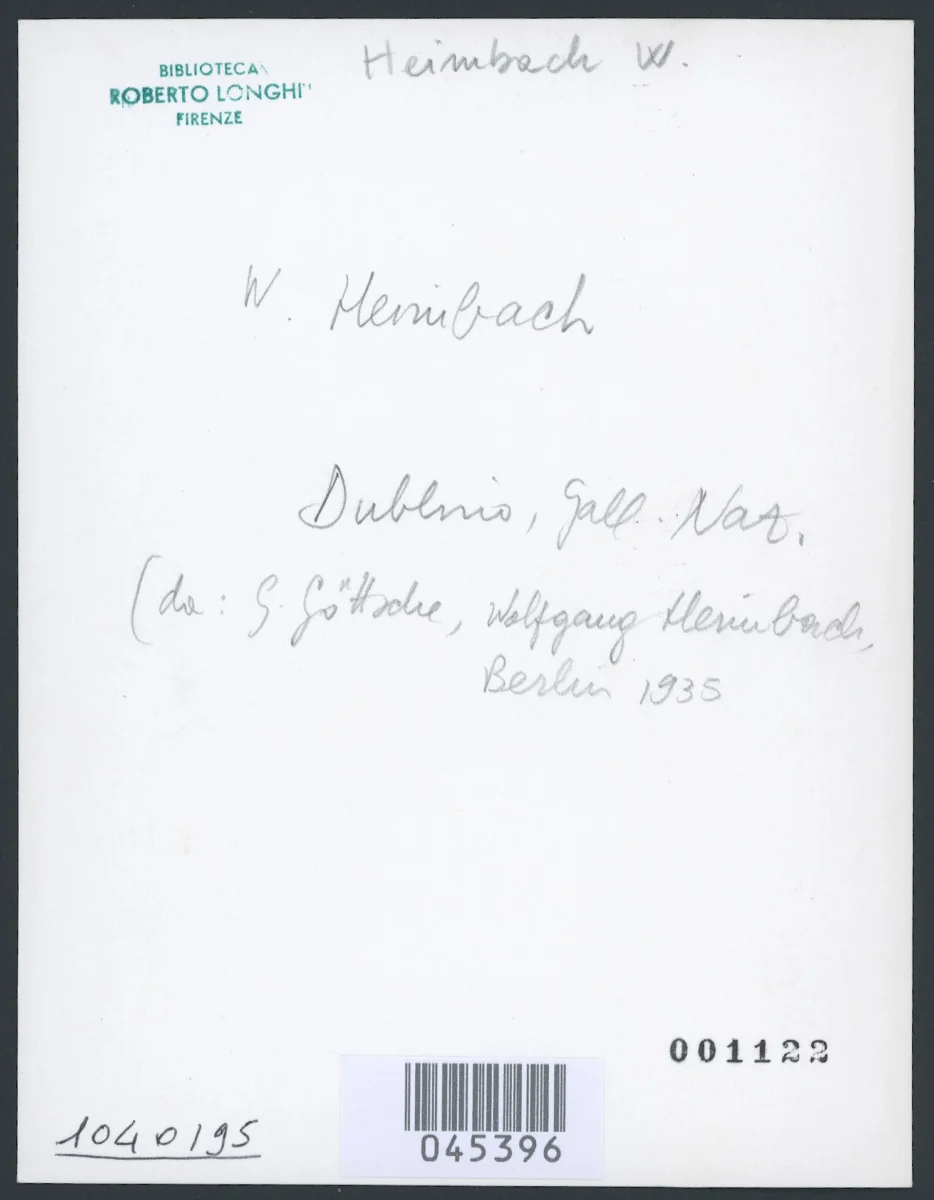 BIBLIOTECA
ROBERTO LONGHI
FIRENZE
Heimbach W.
W. Heimbach
Dublino, Gall. Naz.
(da: G. Göttsche, Wolfgang Heimbach,
Berlin 1935
001122
1040195
045396